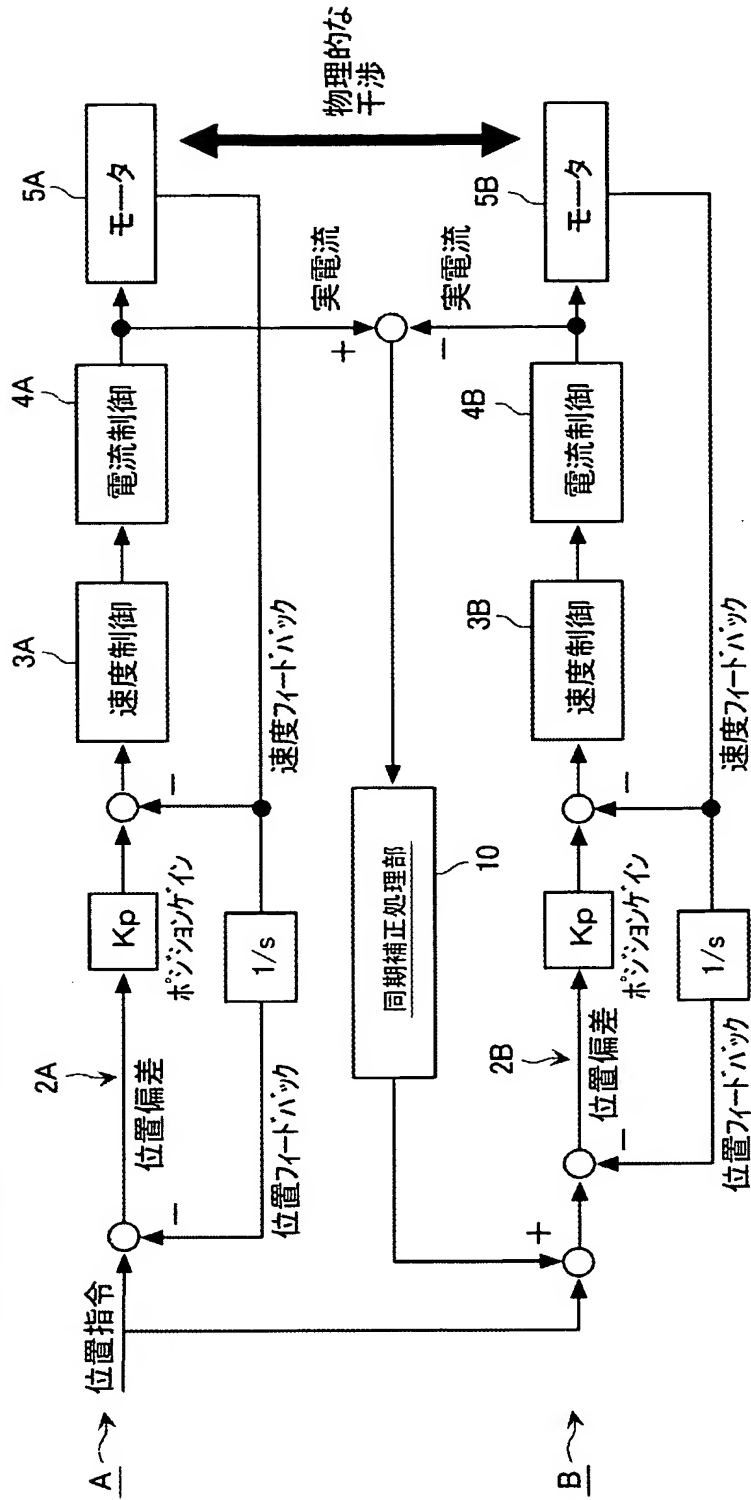 A
位置指令
−
2A
位置偏差
Kp
ポジションゲイン
1/s
位置フィードバック
−
3A
速度制御
速度フィードバック
4A
電流制御
5A
モータ
物理的な
干渉
実電流
+
実電流
−
同期補正処理部
10
B
+
−
2B
位置偏差
Kp
ポジションゲイン
1/s
位置フィードバック
−
3B
速度制御
速度フィードバック
4B
電流制御
5B
モータ